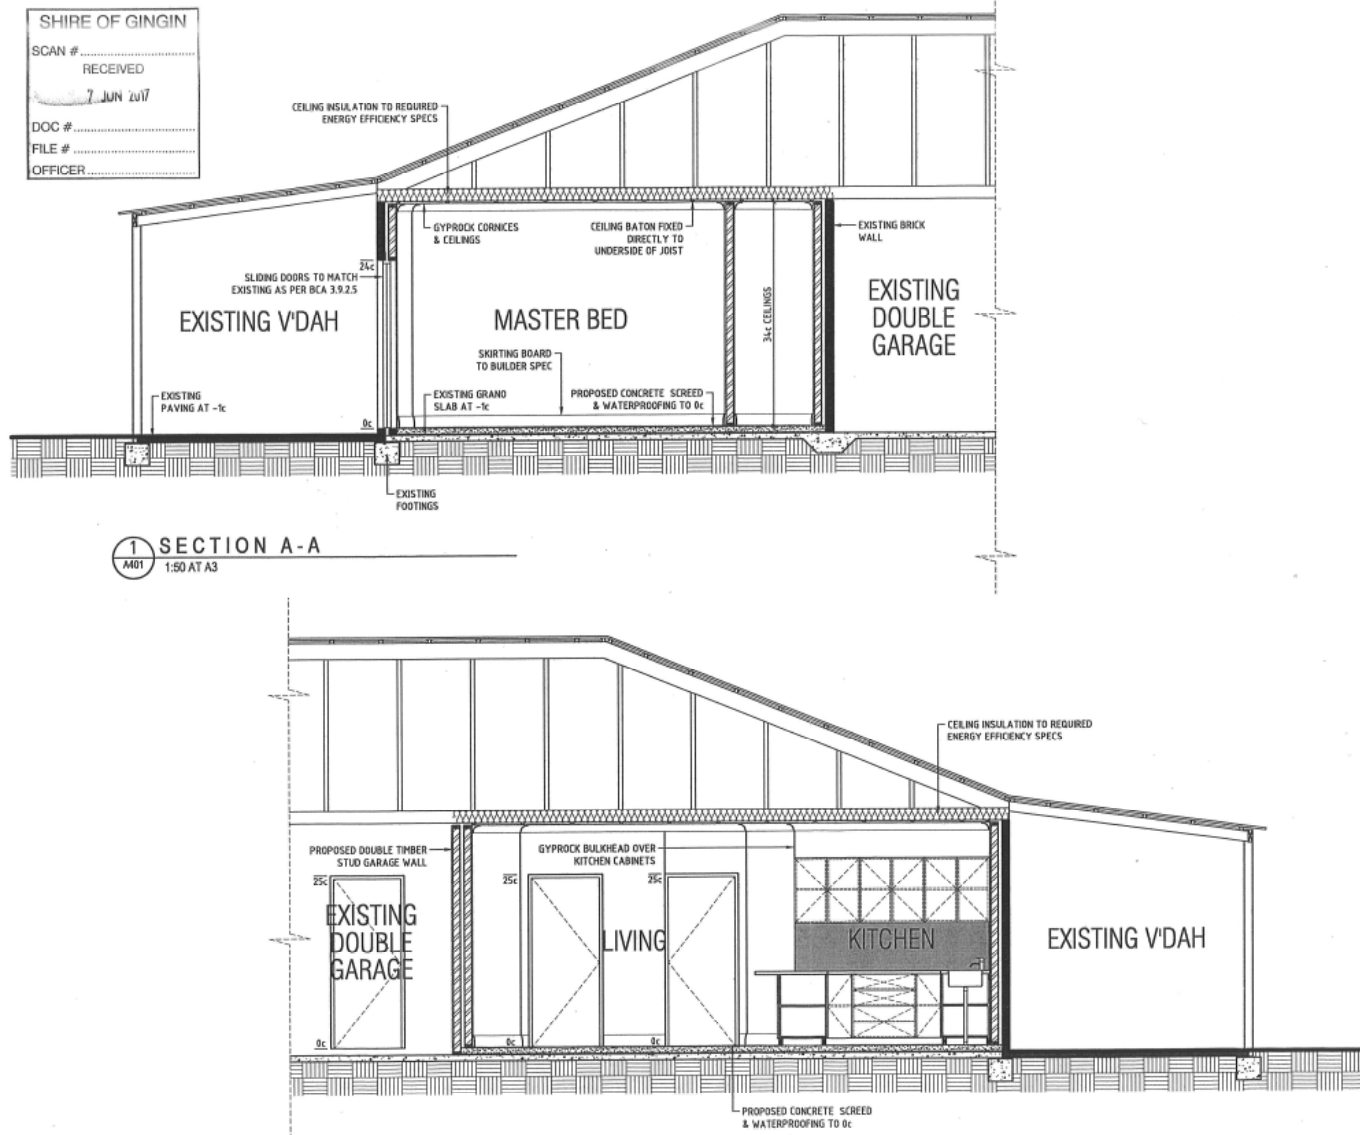 SHIRE OF GINGIN
SCAN #
RECEIVED
7 JUN 2017
DOC #
FILE #
OFFICER
CEILING INSULATION TO REQUIRED
ENERGY EFFICIENCY SPECS
GYPROCK CORNICES
& CEILINGS
CEILING BATON FIXED
DIRECTLY TO
UNDERSIDE OF JOIST
EXISTING BRICK
WALL
24c
SLIDING DOORS TO MATCH
EXISTING AS PER BCA 3.9.2.5
EXISTING V'DAH
MASTER BED
34c CEILINGS
EXISTING
DOUBLE
GARAGE
SKIRTING BOARD
TO BUILDER SPEC
EXISTING
PAVING AT -1c
0c
EXISTING GRANO
SLAB AT -1c
PROPOSED CONCRETE SCREED
& WATERPROOFING TO 0c
EXISTING
FOOTINGS
1
A401
SECTION A-A
1:50 AT A3
CEILING INSULATION TO REQUIRED
ENERGY EFFICIENCY SPECS
PROPOSED DOUBLE TIMBER
STUD GARAGE WALL
GYPROCK BULKHEAD OVER
KITCHEN CABINETS
25c
25c
25c
EXISTING
DOUBLE
GARAGE
LIVING
KITCHEN
EXISTING V'DAH
0c
0c
0c
PROPOSED CONCRETE SCREED
& WATERPROOFING TO 0c